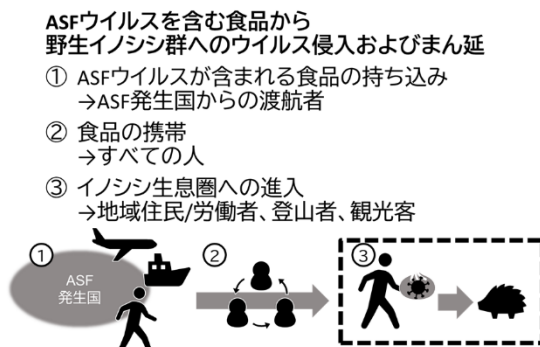 ASFウイルスを含む食品から
野生イノシシ群へのウイルス侵入およびまん延
① ASFウイルスが含まれる食品の持ち込み
→ASF発生国からの渡航者
② 食品の携帯
→すべての人
③ イノシシ生息圏への進入
→地域住民/労働者、登山者、観光客
①
ASF
発生国
②
③